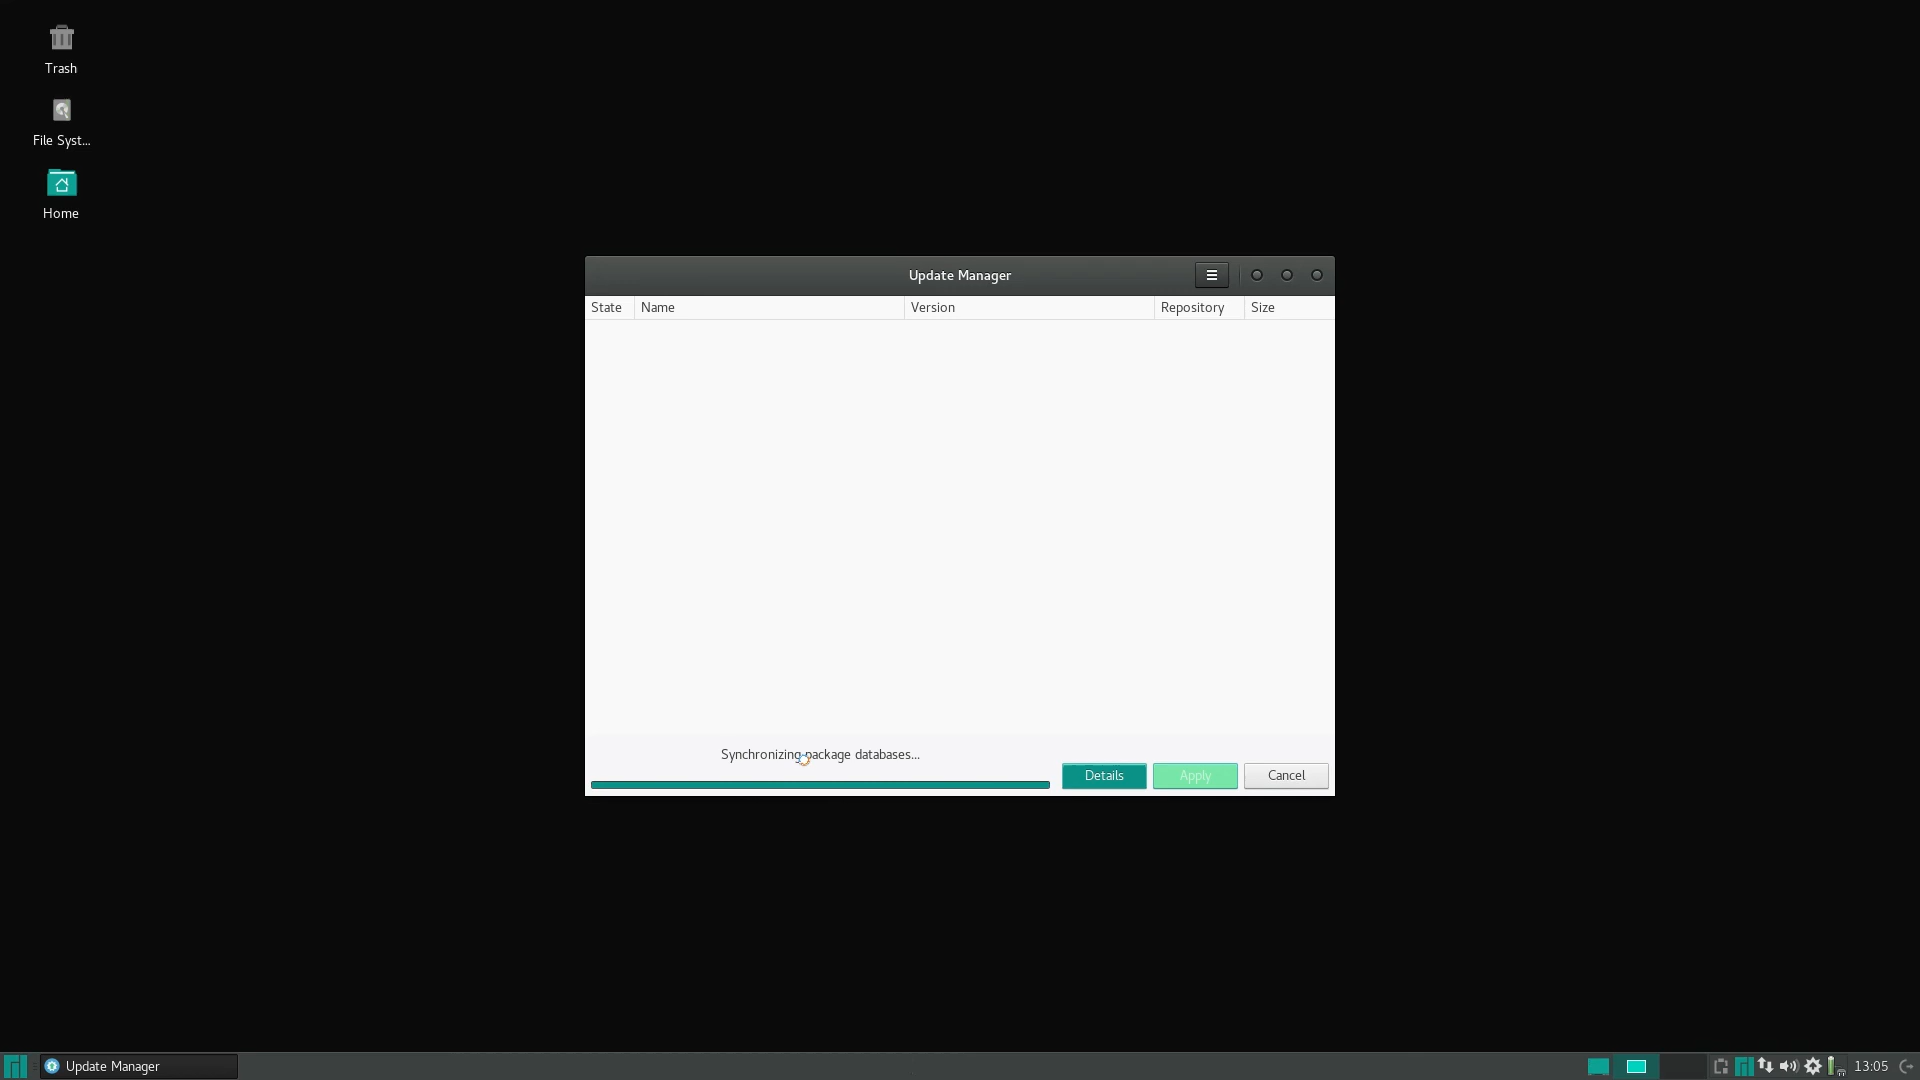 Trash
File Syst...
Home
Update Manager
State Name Version Repository Size
Synchronizing package databases...
Details Apply Cancel
Update Manager
13:05